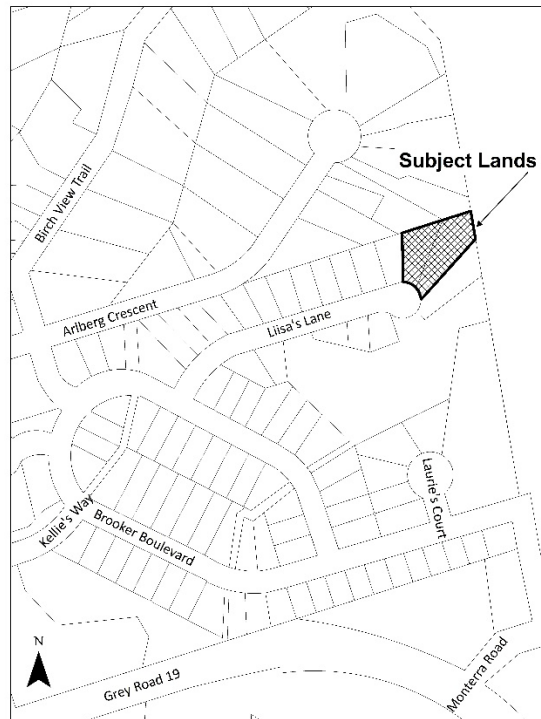 Subject Lands
Birch View Trail
Arlberg Crescent
Liisa's Lane
Laurie's Court
Kellie's Way
Brooker Boulevard
N
Monterra Road
Grey Road 19